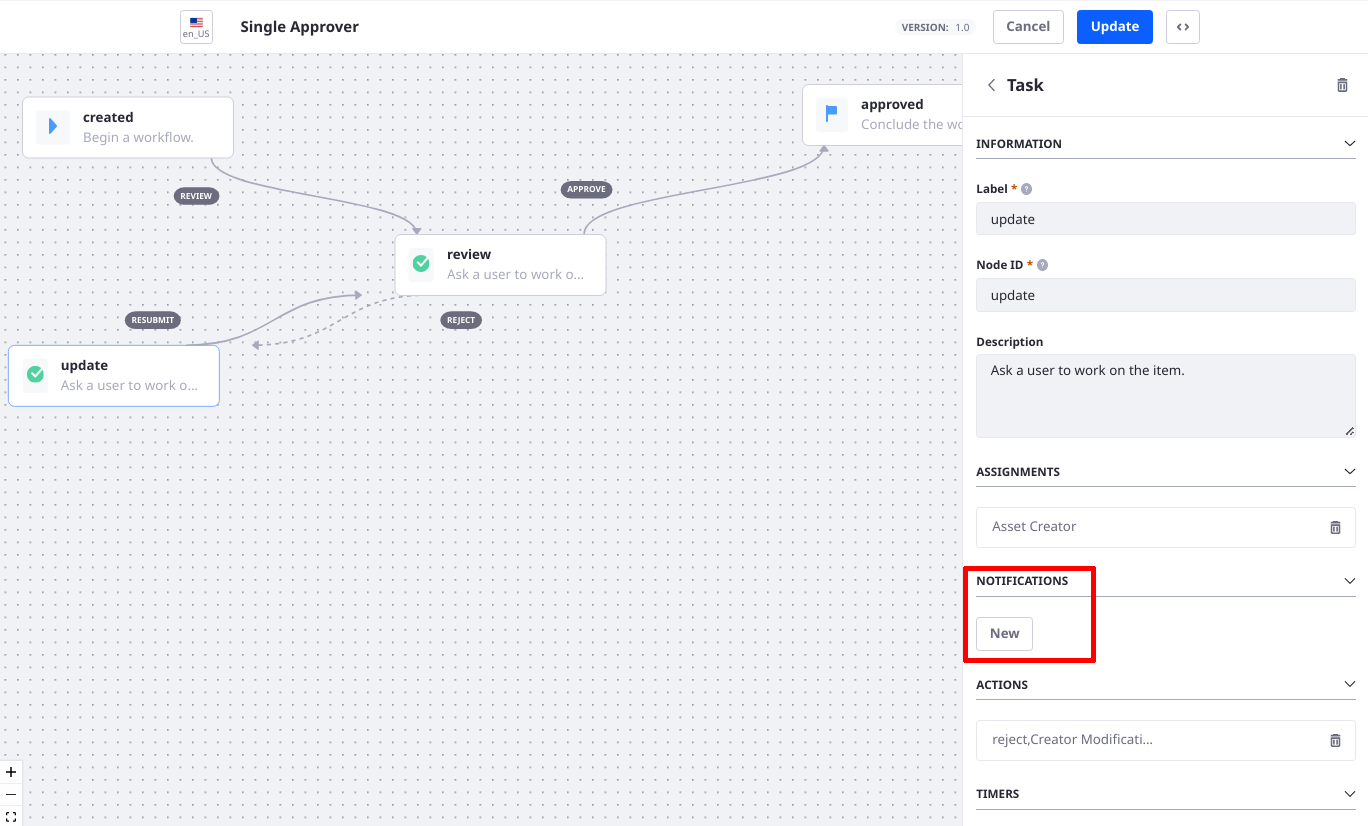 en_US
Single Approver
VERSION: 1.0
Cancel
Update
created
Begin a workflow.
REVIEW
APPROVE
approved
Conclude the wo
review
Ask a user to work o...
RESUBMIT
REJECT
update
Ask a user to work o...
Task
INFORMATION
Label *
update
Node ID *
update
Description
Ask a user to work on the item.
ASSIGNMENTS
Asset Creator
NOTIFICATIONS
New
ACTIONS
reject,Creator Modificati...
TIMERS